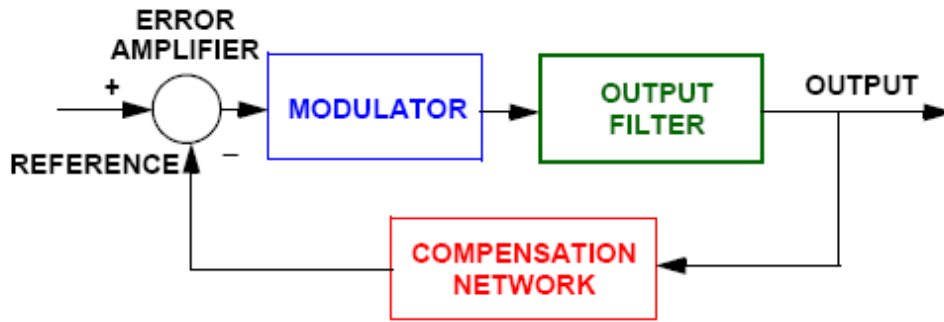 ERROR
AMPLIFIER
+
MODULATOR
OUTPUT
FILTER
OUTPUT
REFERENCE
−
COMPENSATION
NETWORK